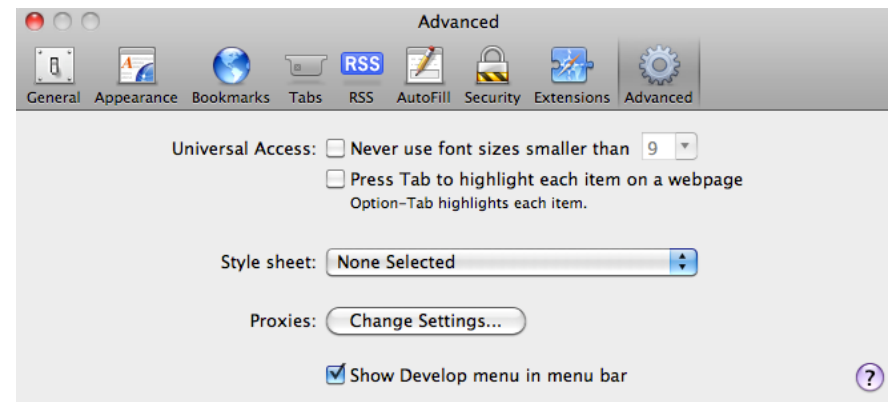 Advanced
RSS
General Appearance Bookmarks Tabs RSS AutoFill Security Extensions Advanced
Universal Access: Never use font sizes smaller than 9
Press Tab to highlight each item on a webpage
Option-Tab highlights each item.
Style sheet: None Selected
Proxies: Change Settings...
Show Develop menu in menu bar
?